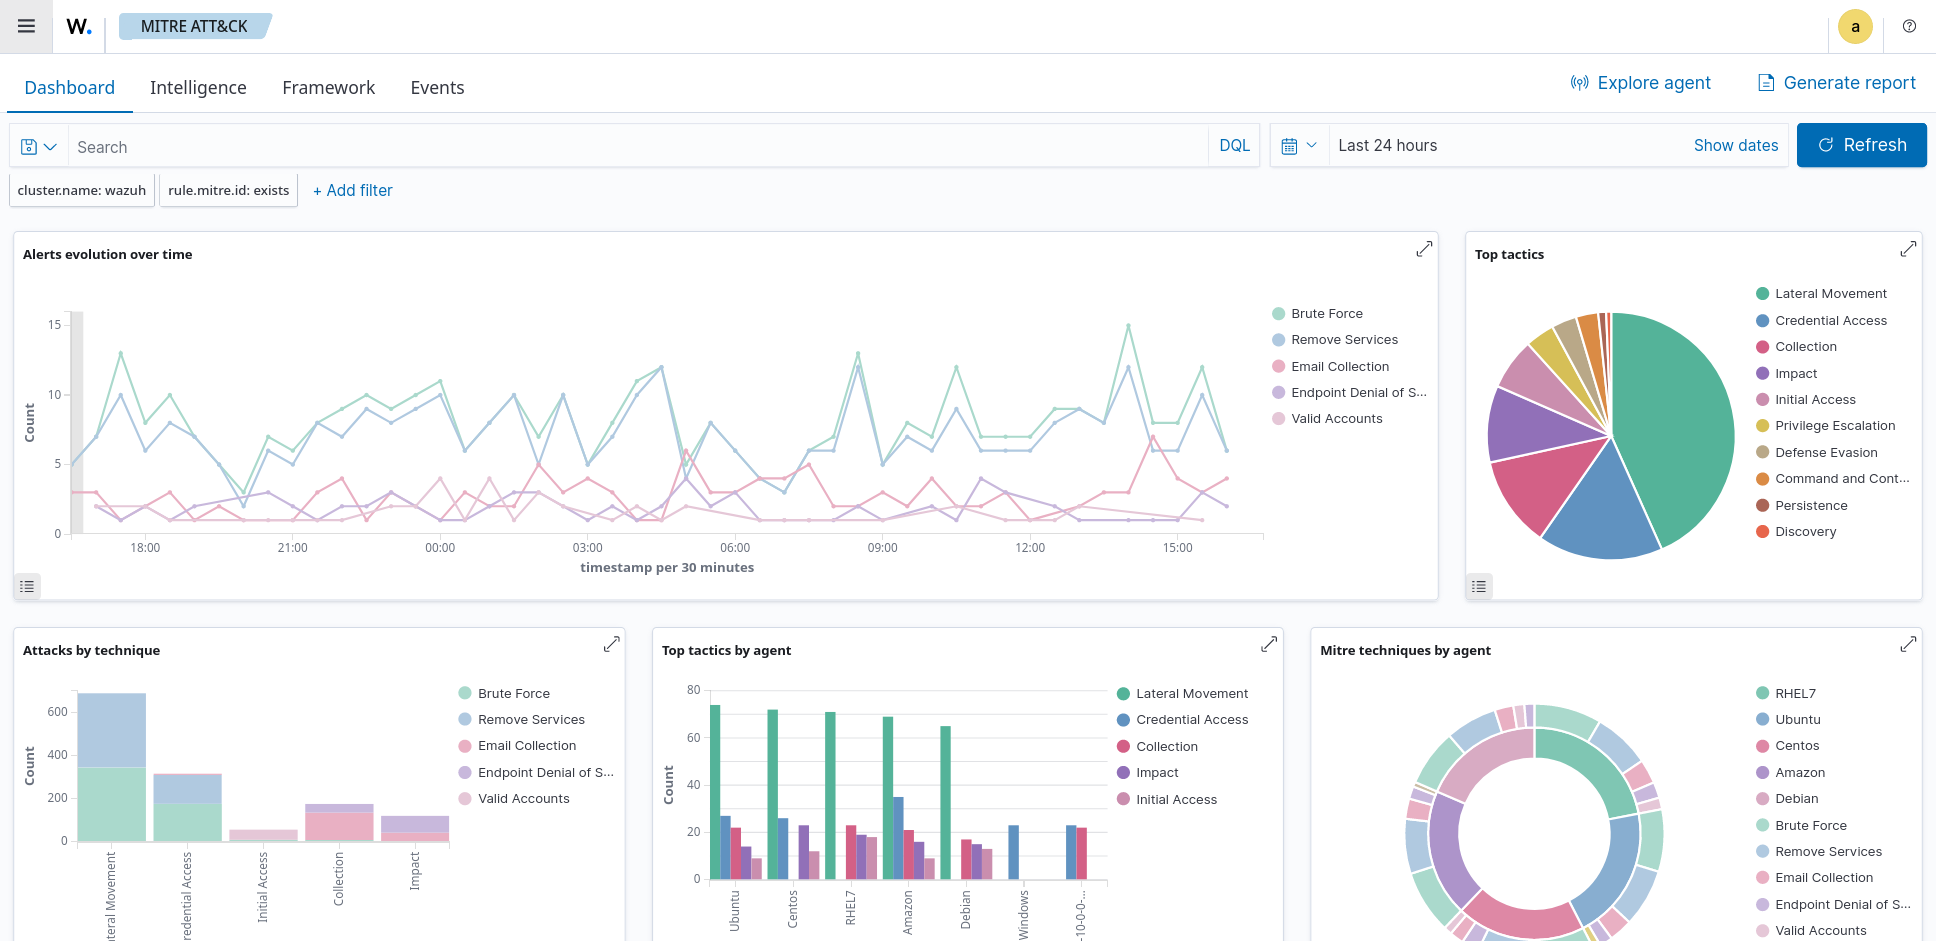 W. MITRE ATT&CK a
Dashboard Intelligence Framework Events Explore agent Generate report
Search DQL Last 24 hours Show dates Refresh
cluster.name: wazuh rule.mitre.id: exists + Add filter
Alerts evolution over time
Count
15
10
5
0
18:00 21:00 00:00 03:00 06:00 09:00 12:00 15:00
timestamp per 30 minutes
Brute Force
Remove Services
Email Collection
Endpoint Denial of S...
Valid Accounts
Top tactics
Lateral Movement
Credential Access
Collection
Impact
Initial Access
Privilege Escalation
Defense Evasion
Command and Cont...
Persistence
Discovery
Attacks by technique
Count
600
400
200
0
ateral Movement
redential Access
Initial Access
Collection
Impact
Brute Force
Remove Services
Email Collection
Endpoint Denial of S...
Valid Accounts
Top tactics by agent
Count
80
60
40
20
0
Ubuntu
Centos
RHEL7
Amazon
Debian
Windows
-10-0-0-...
Lateral Movement
Credential Access
Collection
Impact
Initial Access
Mitre techniques by agent
RHEL7
Ubuntu
Centos
Amazon
Debian
Brute Force
Remove Services
Email Collection
Endpoint Denial of S...
Valid Accounts